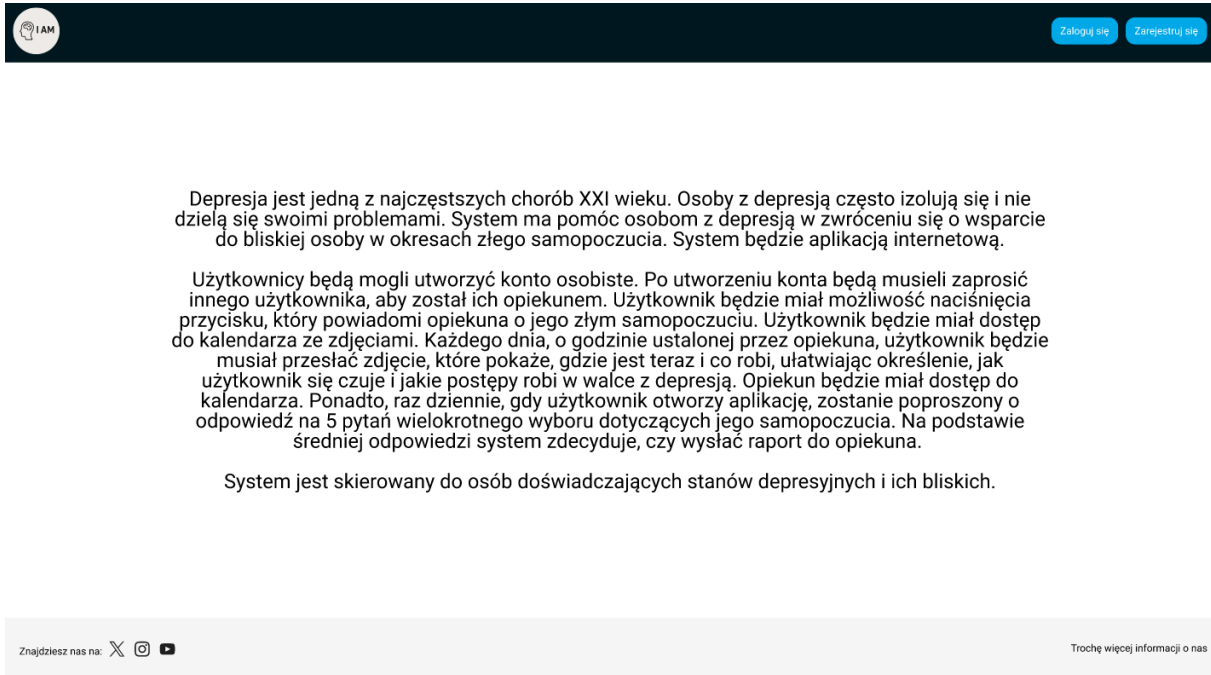 I AM
Zaloguj się
Zarejestruj się
Depresja jest jedną z najczęstszych chorób XXI wieku. Osoby z depresją często izolują się i nie
dzielą się swoimi problemami. System ma pomóc osobom z depresją w zwróceniu się o wsparcie
do bliskiej osoby w okresach złego samopoczucia. System będzie aplikacją internetową.
Użytkownicy będą mogli utworzyć konto osobiste. Po utworzeniu konta będą musieli zaprosić
innego użytkownika, aby został ich opiekunem. Użytkownik będzie miał możliwość naciśnięcia
przycisku, który powiadomi opiekuna o jego złym samopoczuciu. Użytkownik będzie miał dostęp
do kalendarza ze zdjęciami. Każdego dnia, o godzinie ustalonej przez opiekuna, użytkownik będzie
musiał przesłać zdjęcie, które pokaże, gdzie jest teraz i co robi, ułatwiając określenie, jak
użytkownik się czuje i jakie postępy robi w walce z depresją. Opiekun będzie miał dostęp do
kalendarza. Ponadto, raz dziennie, gdy użytkownik otworzy aplikację, zostanie poproszony o
odpowiedź na 5 pytań wielokrotnego wyboru dotyczących jego samopoczucia. Na podstawie
średniej odpowiedzi system zdecyduje, czy wysłać raport do opiekuna.
System jest skierowany do osób doświadczających stanów depresyjnych i ich bliskich.
Znajdziesz nas na:
Trochę więcej informacji o nas